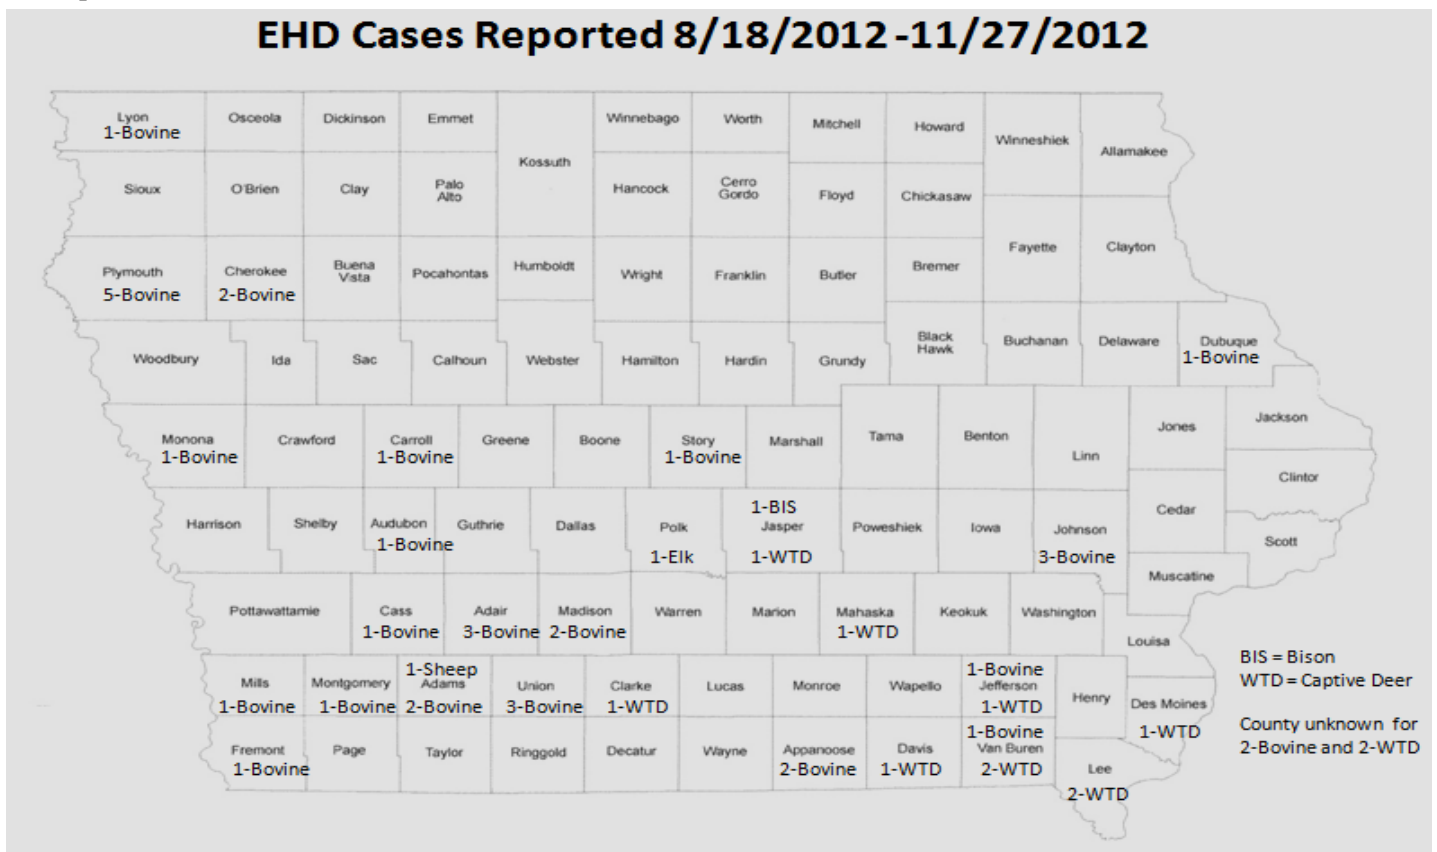 EHD Cases Reported 8/18/2012 -11/27/2012
Lyon
1-Bovine
Osceola
Dickinson
Emmet
Kossuth
Winnebago
Worth
Mitchell
Howard
Winneshiek
Allamakee
Sioux
O'Brien
Clay
Palo
Alto
Hancock
Cerro
Gordo
Floyd
Chickasaw
Fayette
Clayton
Plymouth
5-Bovine
Cherokee
2-Bovine
Buena
Vista
Pocahontas
Humboldt
Wright
Franklin
Butler
Bremer
Woodbury
Ida
Sac
Calhoun
Webster
Hamilton
Hardin
Grundy
Black
Hawk
Buchanan
Delaware
Dubuque
1-Bovine
Monona
1-Bovine
Crawford
Carroll
1-Bovine
Greene
Boone
Story
1-Bovine
Marshall
Tama
Benton
Linn
Jones
Jackson
Clintor
Harrison
Shelby
Audubon
1-Bovine
Guthrie
Dallas
Polk
1-Elk
1-BIS
Jasper
1-WTD
Poweshiek
Iowa
Johnson
3-Bovine
Cedar
Scott
Muscatine
Pottawattamie
Cass
1-Bovine
Adair
3-Bovine
Madison
2-Bovine
Warren
Marion
Mahaska
1-WTD
Keokuk
Washington
Louisa
Mills
1-Bovine
Montgomery
1-Bovine
1-Sheep
Adams
2-Bovine
Union
3-Bovine
Clarke
1-WTD
Lucas
Monroe
Wapello
1-Bovine
Jefferson
1-WTD
Henry
Des Moines
1-WTD
Fremont
1-Bovine
Page
Taylor
Ringgold
Decatur
Wayne
Appanoose
2-Bovine
Davis
1-WTD
1-Bovine
Van Buren
2-WTD
Lee
2-WTD
BIS = Bison
WTD = Captive Deer
County unknown for
2-Bovine and 2-WTD